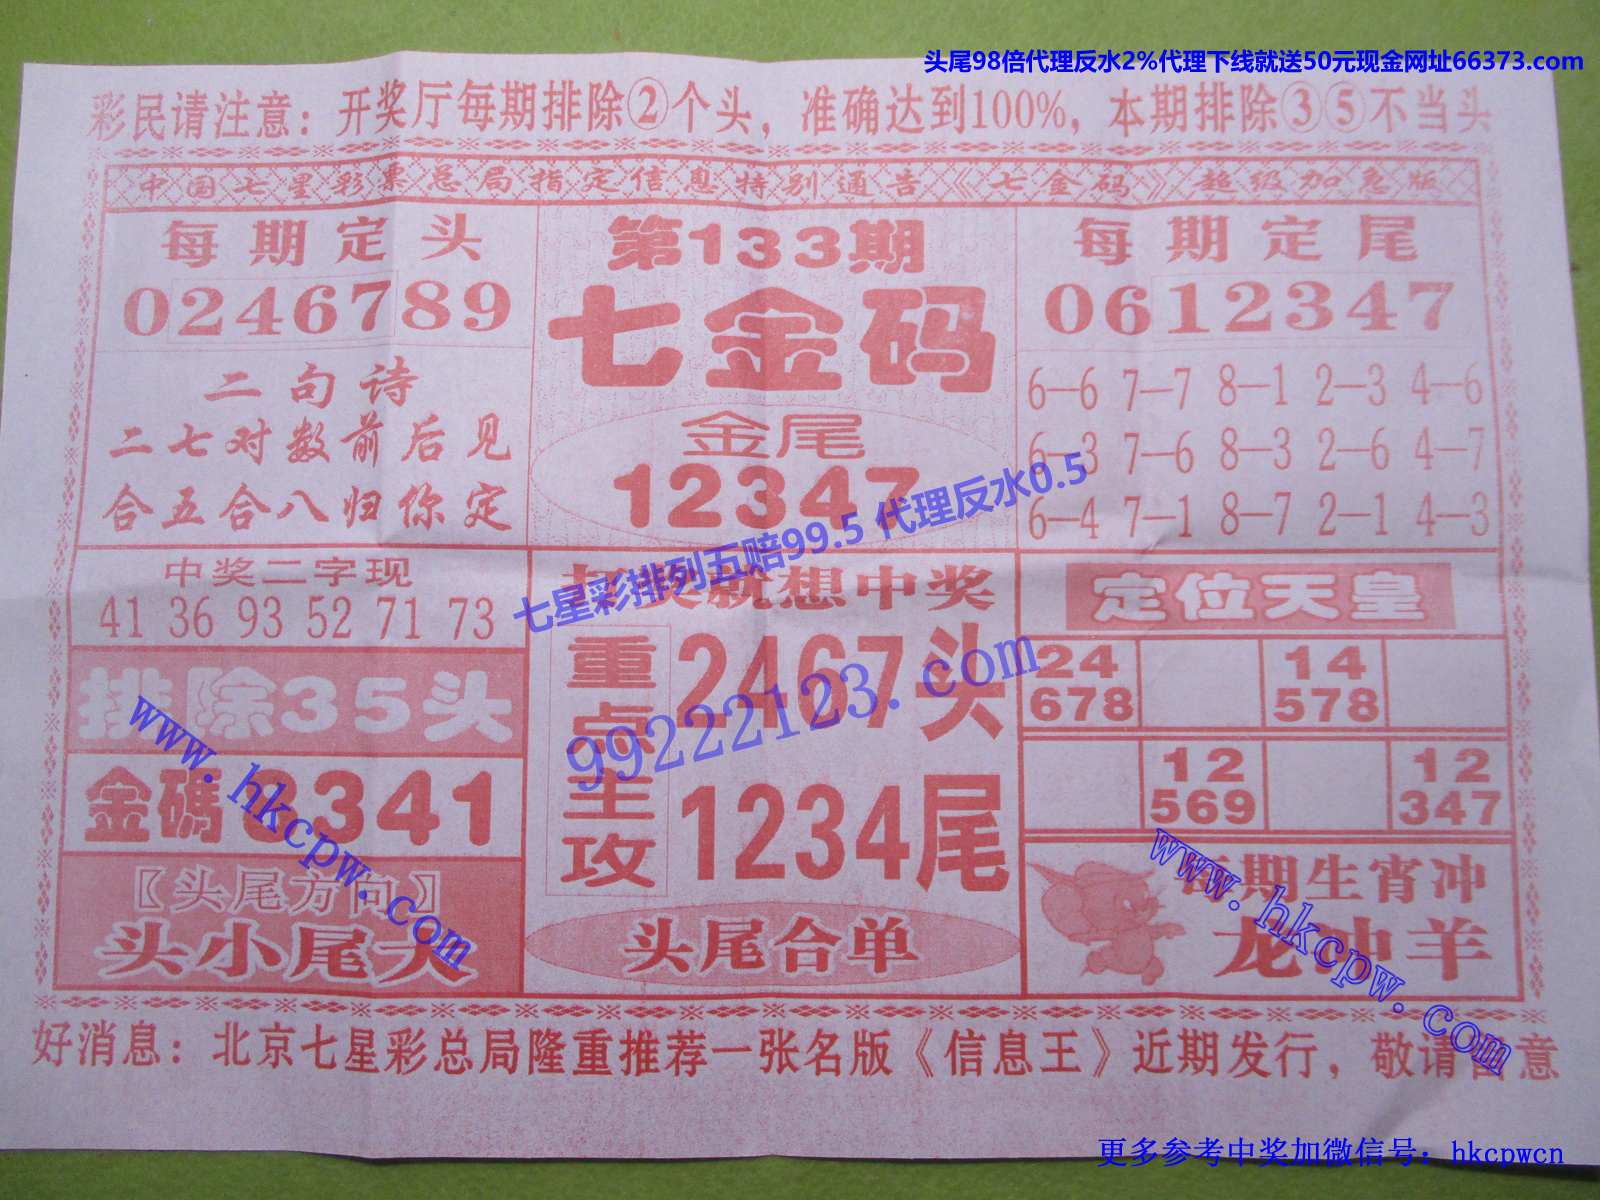 头尾98倍代理反水2%代理下线就送50元现金网址66373.com
彩民请注意：开奖厅每期排除②个头，准确达到100%，本期排除③⑤不当头
中国七星彩票总局指定信息特别通告《七金码》超级加急版
每期定头
0246789
二句诗
二七对数前后见
合五合八归你定
第133期
七金码
金尾
12347
每期定尾
0612347
6—6 7—7 8—1 2—3 4—6
6—3 7—6 8—3 2—6 4—7
6—4 7—1 8—7 2—1 4—3
七星彩排列五赔99.5 代理反水0.5
99222123.com
中奖二字现
41 36 93 52 71 73
排除35头
金碼 8341
〖头尾方向〗
头小尾大
www.hkcpw.com
就想中奖
重点主攻
2467头
1234尾
头尾合单
定位天皇
24 14
678 578
12 12
569 347
每期生肖冲
龙冲羊
www.hkcpw.com
好消息：北京七星彩总局隆重推荐一张名版《信息王》近期发行，敬请留意
更多参考中奖加微信号：hkcpwcn